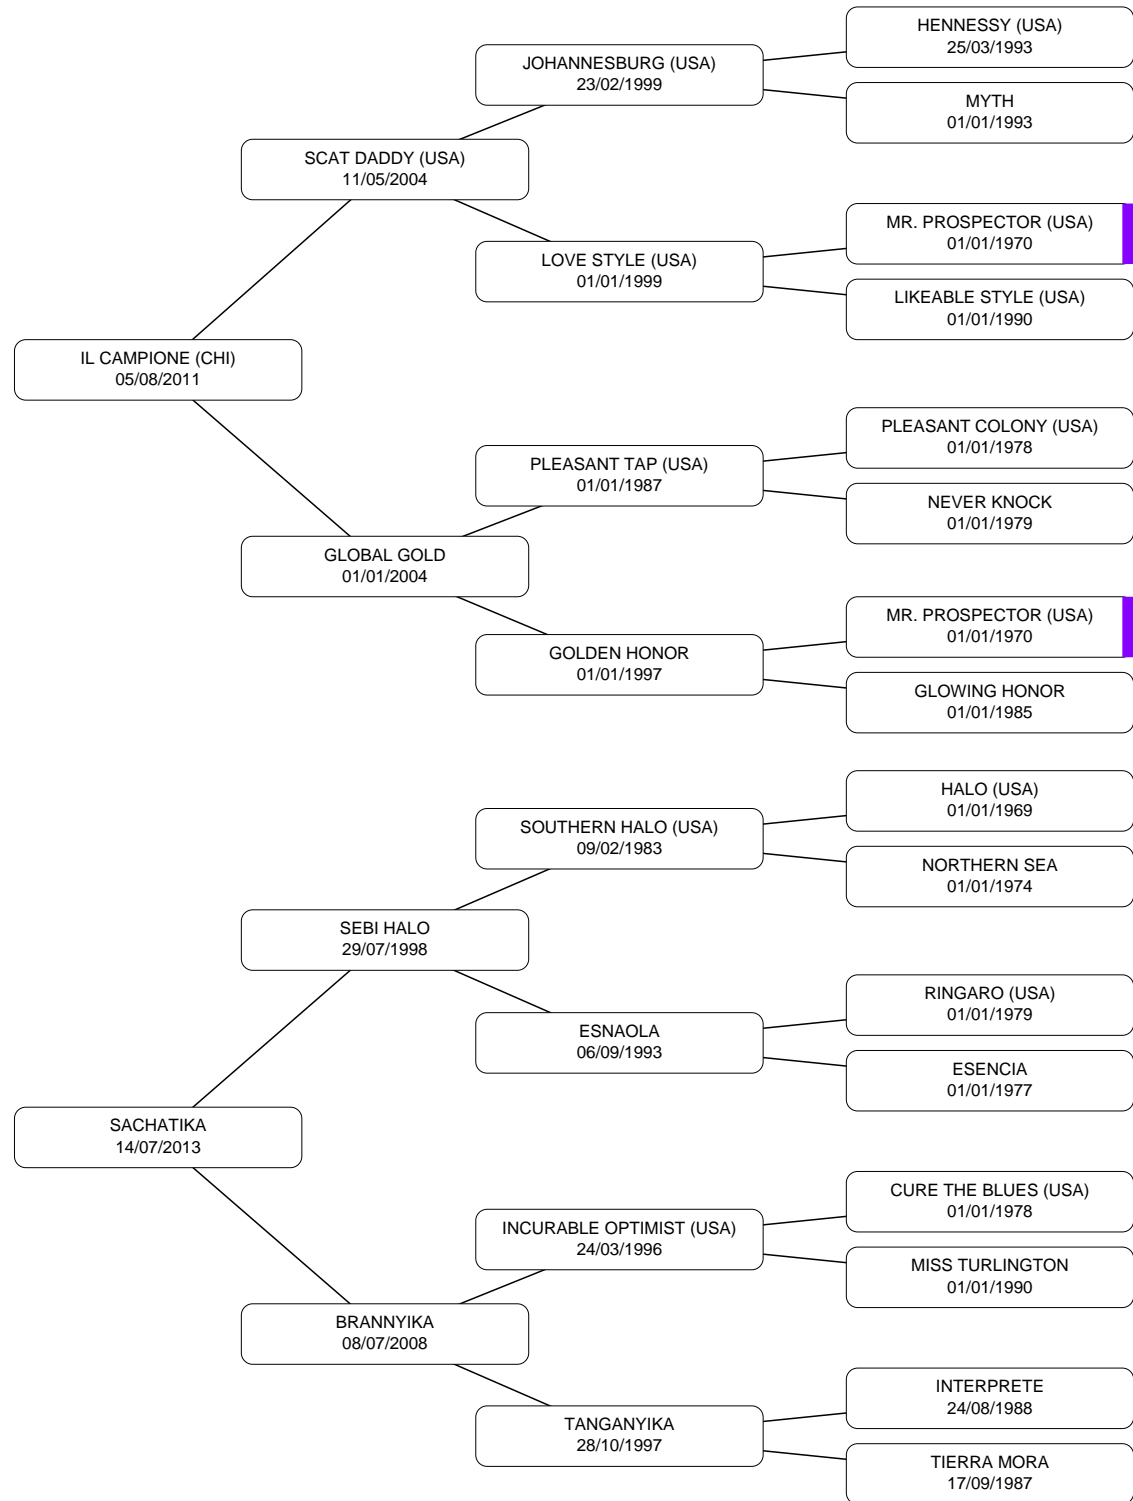 HENNESSY (USA)
25/03/1993
JOHANNESBURG (USA)
23/02/1999
MYTH
01/01/1993
SCAT DADDY (USA)
11/05/2004
MR. PROSPECTOR (USA)
01/01/1970
LOVE STYLE (USA)
01/01/1999
LIKEABLE STYLE (USA)
01/01/1990
IL CAMPIONE (CHI)
05/08/2011
PLEASANT COLONY (USA)
01/01/1978
PLEASANT TAP (USA)
01/01/1987
NEVER KNOCK
01/01/1979
GLOBAL GOLD
01/01/2004
MR. PROSPECTOR (USA)
01/01/1970
GOLDEN HONOR
01/01/1997
GLOWING HONOR
01/01/1985
HALO (USA)
01/01/1969
SOUTHERN HALO (USA)
09/02/1983
NORTHERN SEA
01/01/1974
SEBI HALO
29/07/1998
RINGARO (USA)
01/01/1979
ESNAOLA
06/09/1993
ESENCIA
01/01/1977
SACHATIKA
14/07/2013
CURE THE BLUES (USA)
01/01/1978
INCURABLE OPTIMIST (USA)
24/03/1996
MISS TURLINGTON
01/01/1990
BRANNYIKA
08/07/2008
INTERPRETE
24/08/1988
TANGANYIKA
28/10/1997
TIERRA MORA
17/09/1987